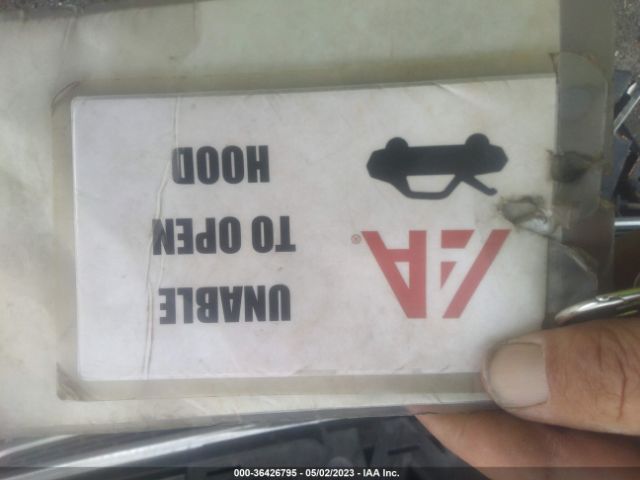 IAA®
UNABLE
TO OPEN
HOOD
000-36426795 - 05/02/2023 - IAA Inc.